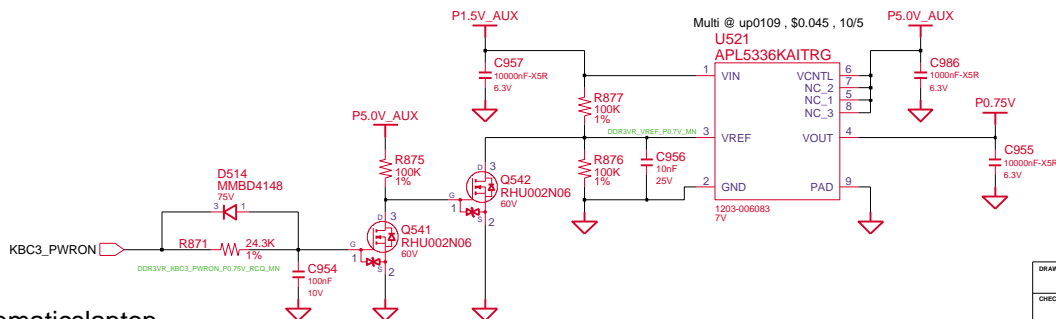 P1.5V_AUX
Multi @ up0109 , $0.045 , 10/5
P5.0V_AUX
U521
APL5336KAITRG
C957
10000nF-X5R
6.3V
1 VIN VCNTL 6
NC_2 7
NC_1 5
NC_3 8
C986
10000nF-X5R
6.3V
P5.0V_AUX
R877
100K
1%
P0.75V
DDR3VR_VREF_P0.7V_MN
3 VREF VOUT 4
R875
100K
1%
R876
100K
1%
C956
10nF
25V
C955
10000nF-X5R
6.3V
D514
MMBD4148
75V
3 1
D 3
Q542
RHU002N06
60V
G
1
S
2
2 GND PAD 9
1203-006083
7V
KBC3_PWRON
R871 24.3K
1%
DDR3VR_KBC3_PWRON_P0.75V_RCQ_MN
D 3
Q541
RHU002N06
60V
G
1
S
2
C954
100nF
10V
DRAW
CHEC
ematicslaptop